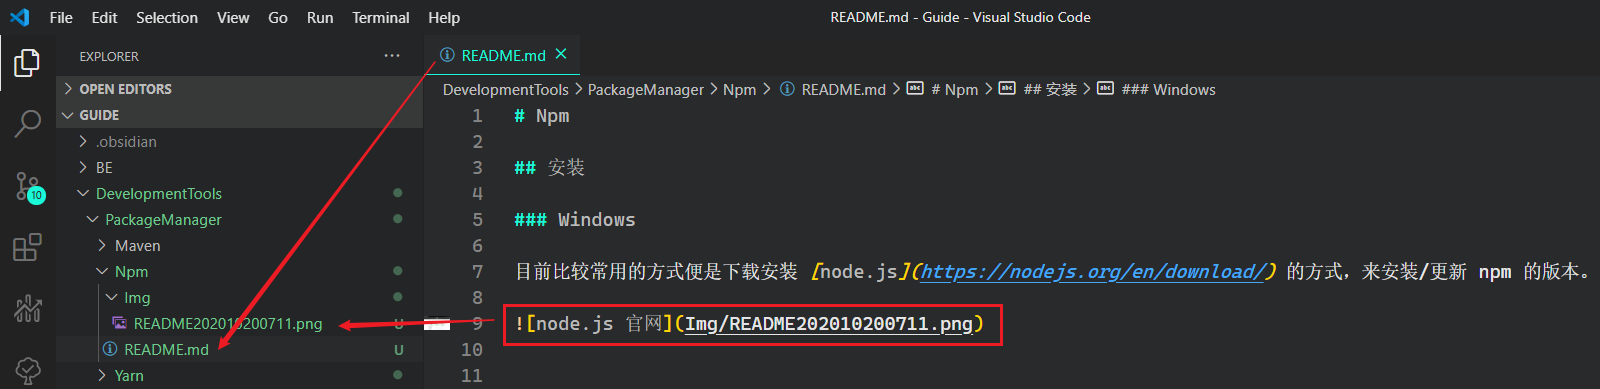 File Edit Selection View Go Run Terminal Help README.md - Guide - Visual Studio Code
EXPLORER ···
OPEN EDITORS
GUIDE
.obsidian
BE
DevelopmentTools
PackageManager
Maven
Npm
Img
README202010200711.png U
README.md U
Yarn
10
README.md
DevelopmentTools > PackageManager > Npm > README.md > # Npm > ## 安装 > ### Windows
1 # Npm
2
3 ## 安装
4
5 ### Windows
6
7 目前比较常用的方式便是下载安装 [node.js](https://nodejs.org/en/download/) 的方式，来安装/更新 npm 的版本。
8
9 ![node.js 官网](Img/README202010200711.png)
10
11